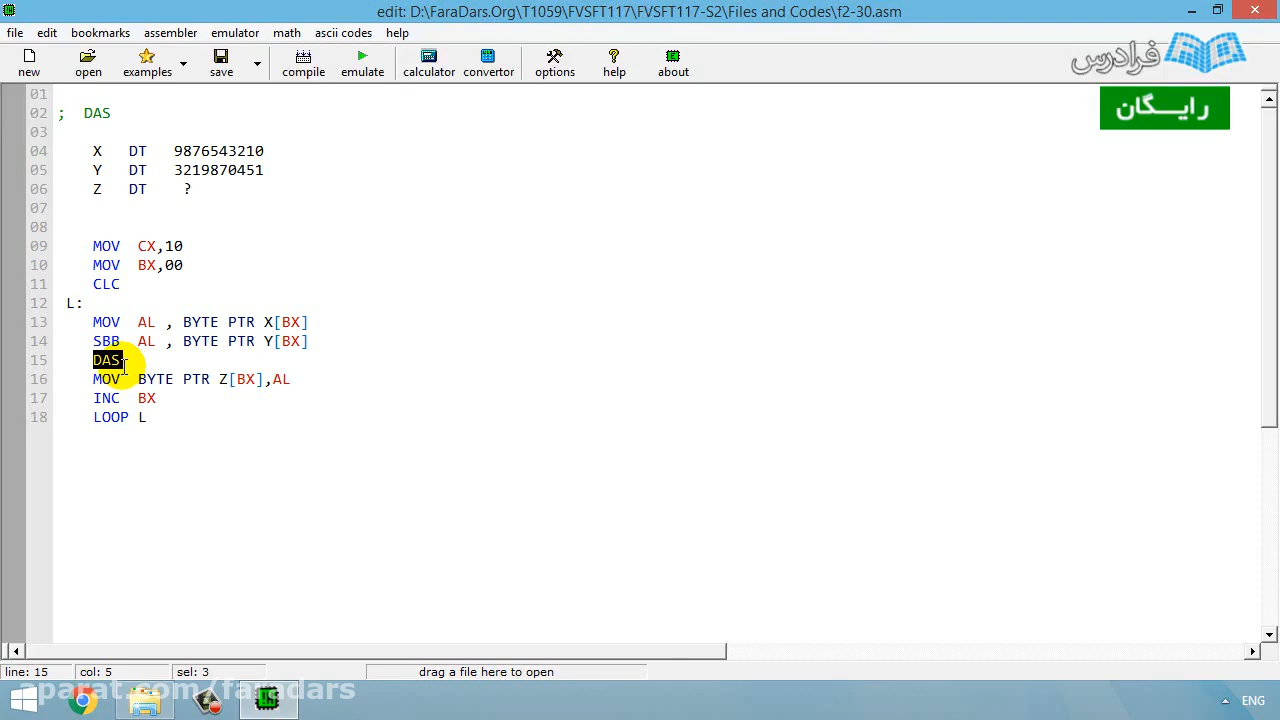 edit: D:\FaraDars.Org\T1059\FVSFT117\FVSFT117-S2\Files and Codes\f2-30.asm
file edit bookmarks assembler emulator math ascii codes help
new open examples save compile emulate calculator convertor options help about
فرادرس
رایـگان
01
02 ; DAS
03
04 X DT 9876543210
05 Y DT 3219870451
06 Z DT ?
07
08
09 MOV CX,10
10 MOV BX,00
11 CLC
12 L:
13 MOV AL , BYTE PTR X[BX]
14 SBB AL , BYTE PTR Y[BX]
15 DAS
16 MOV BYTE PTR Z[BX],AL
17 INC BX
18 LOOP L
line: 15 col: 5 sel: 3 drag a file here to open
aparat.com/faradars
ENG